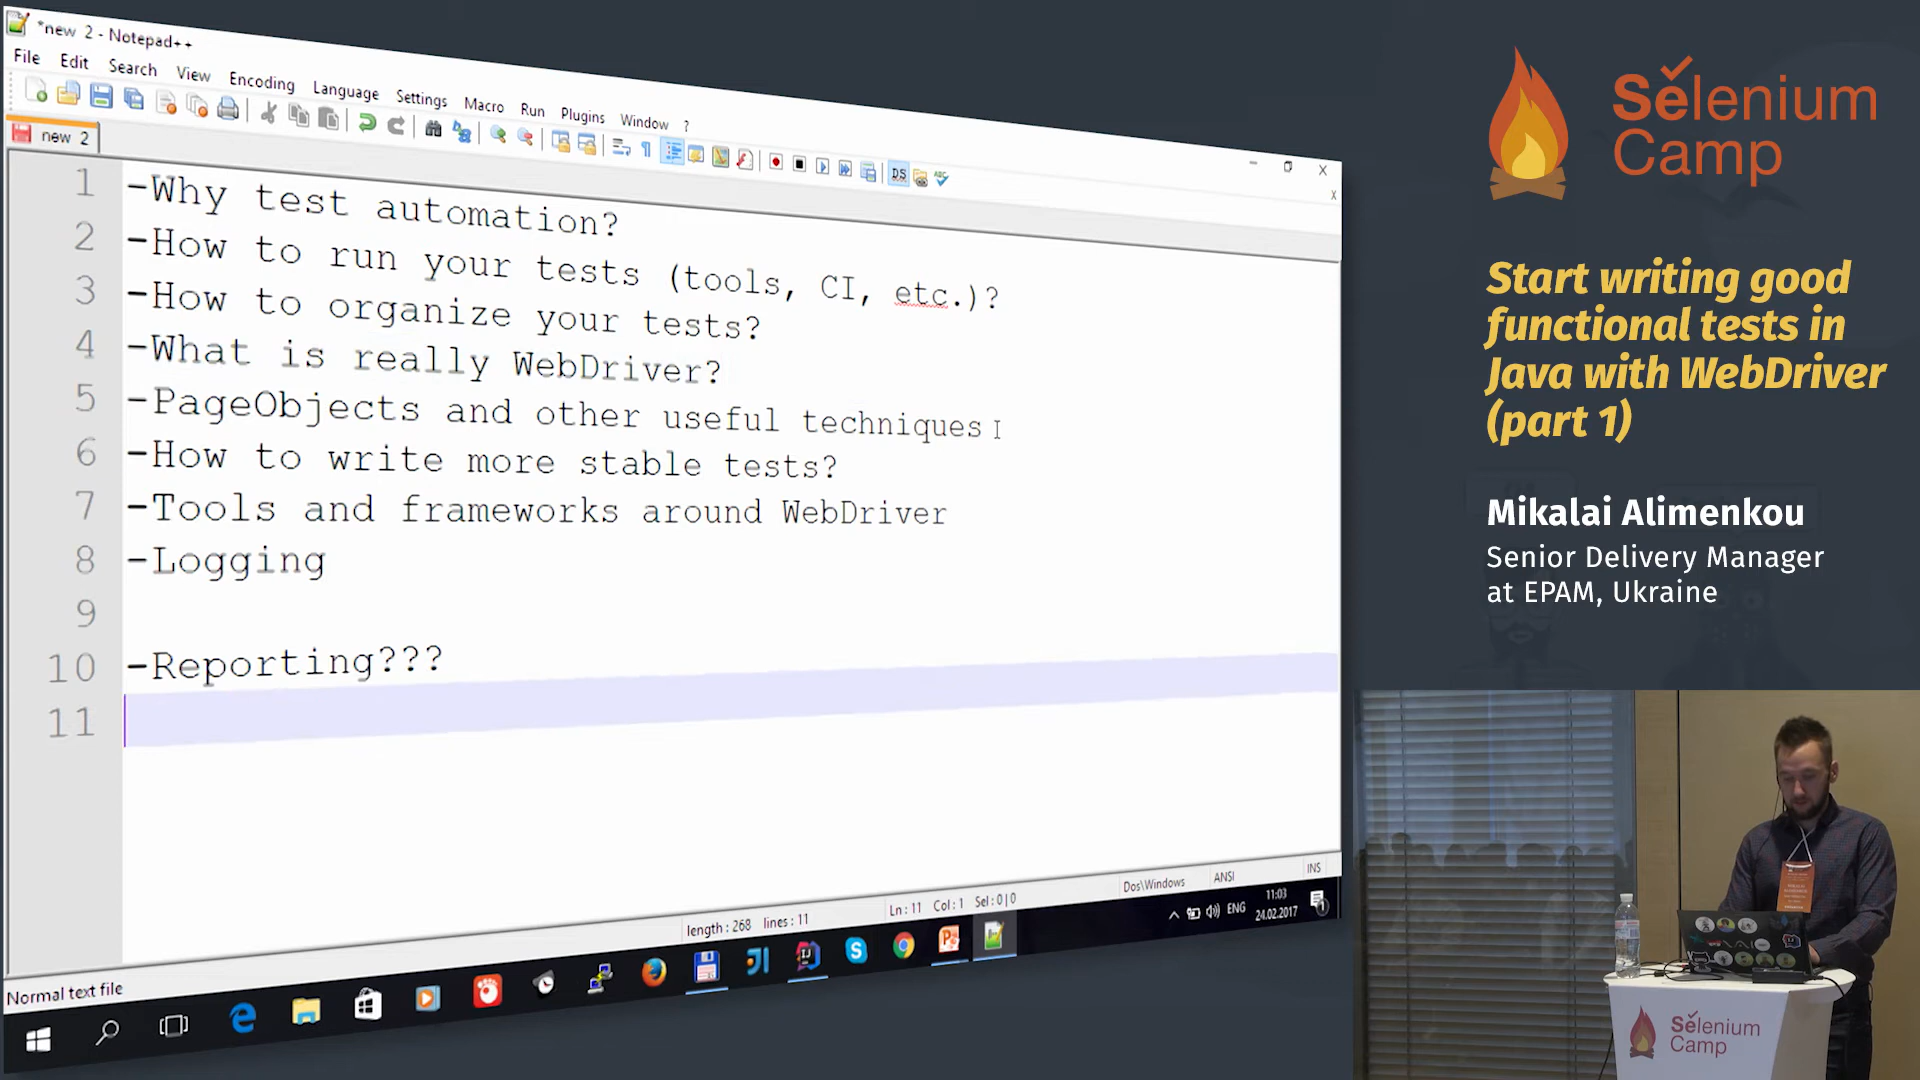 *new 2 - Notepad++
File Edit Search View Encoding Language Settings Macro Run Plugins Window ?
new 2
1 -Why test automation?
2 -How to run your tests (tools, CI, etc.)?
3 -How to organize your tests?
4 -What is really WebDriver?
5 -PageObjects and other useful techniques
6 -How to write more stable tests?
7 -Tools and frameworks around WebDriver
8 -Logging
9
10 -Reporting???
11
Normal text file length : 268 lines : 11 Ln : 11 Col : 1 Sel : 0 | 0 Dos\Windows ANSI INS
ENG 11:03
24.02.2017
Selenium
Camp
Start writing good
functional tests in
Java with WebDriver
(part 1)
Mikalai Alimenkou
Senior Delivery Manager
at EPAM, Ukraine
Selenium
Camp